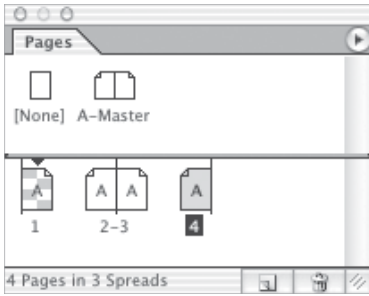 Pages
[None] A-Master
A A A A
1 2-3 4
4 Pages in 3 Spreads